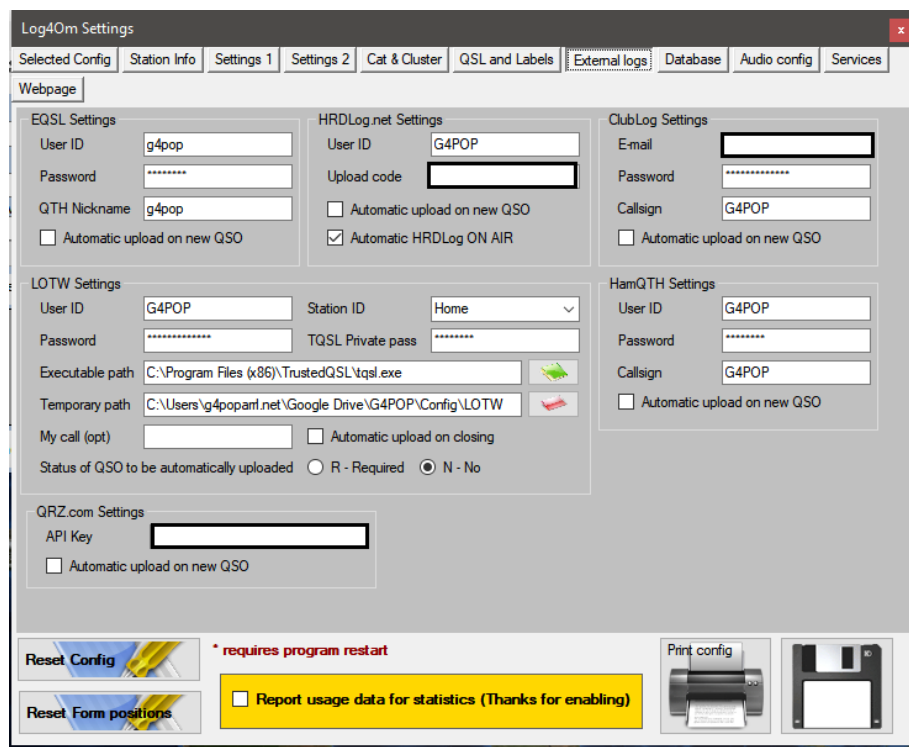 Log4Om Settings
x
Selected Config Station Info Settings 1 Settings 2 Cat & Cluster QSL and Labels External logs Database Audio config Services
Webpage
EQSL Settings
User ID g4pop
Password ********
QTH Nickname g4pop
Automatic upload on new QSO
HRDLog.net Settings
User ID G4POP
Upload code
Automatic upload on new QSO
Automatic HRDLog ON AIR
ClubLog Settings
E-mail
Password *************
Callsign G4POP
Automatic upload on new QSO
LOTW Settings
User ID G4POP Station ID Home
Password ************* TQSL Private pass ********
Executable path C:\Program Files (x86)\TrustedQSL\tqsl.exe
Temporary path C:\Users\g4poparrl.net\Google Drive\G4POP\Config\LOTW
My call (opt) Automatic upload on closing
Status of QSO to be automatically uploaded R - Required N - No
HamQTH Settings
User ID G4POP
Password ********
Callsign G4POP
Automatic upload on new QSO
QRZ.com Settings
API Key
Automatic upload on new QSO
Reset Config
Reset Form positions
* requires program restart
Report usage data for statistics (Thanks for enabling)
Print config